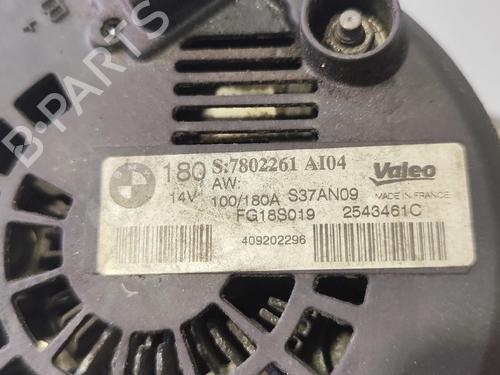 B-PARTS
180 S:7802261 AI04 Valeo
AW:
14V 100/180A S37AN09 MADE IN FRANCE
FG18S019 2543461C
409202296